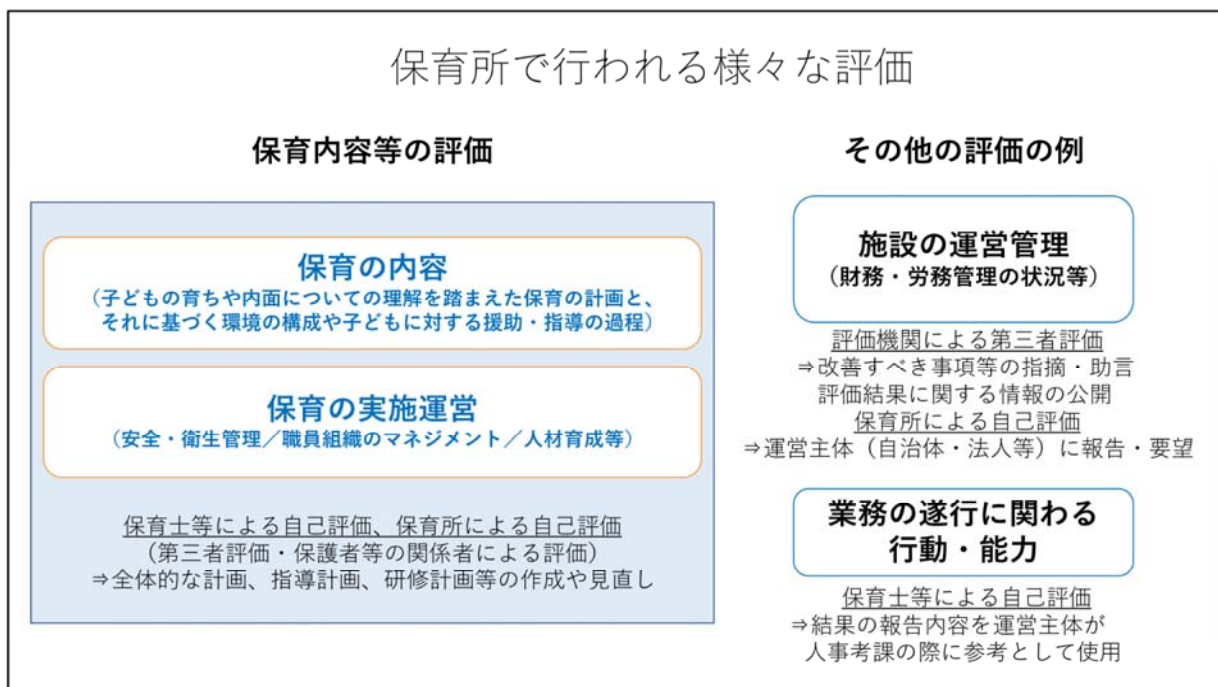 保育所で行われる様々な評価
保育内容等の評価
保育の内容
（子どもの育ちや内面についての理解を踏まえた保育の計画と、
それに基づく環境の構成や子どもに対する援助・指導の過程）
保育の実施運営
（安全・衛生管理／職員組織のマネジメント／人材育成等）
保育士等による自己評価、保育所による自己評価
（第三者評価・保護者等の関係者による評価）
⇒全体的な計画、指導計画、研修計画等の作成や見直し
その他の評価の例
施設の運営管理
（財務・労務管理の状況等）
評価機関による第三者評価
⇒改善すべき事項等の指摘・助言
評価結果に関する情報の公開
保育所による自己評価
⇒運営主体（自治体・法人等）に報告・要望
業務の遂行に関わる
行動・能力
保育士等による自己評価
⇒結果の報告内容を運営主体が
人事考課の際に参考として使用